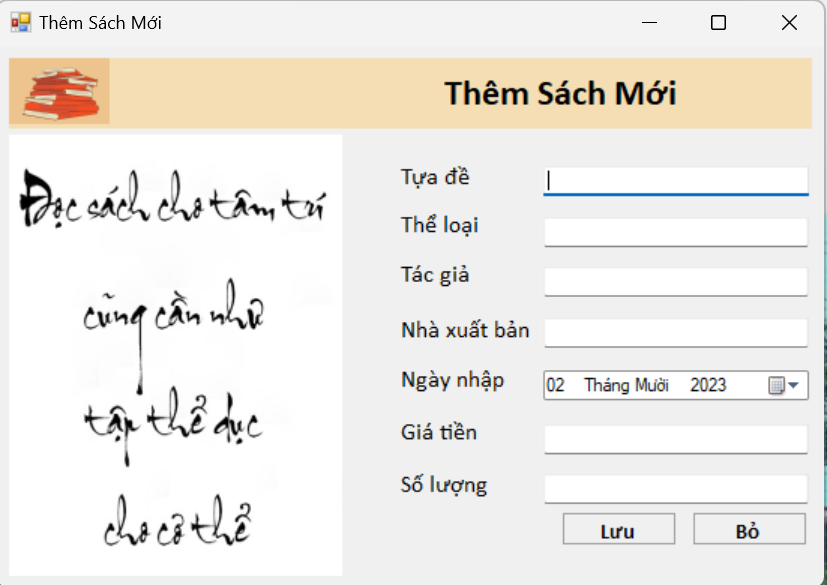 Thêm Sách Mới
Thêm Sách Mới
Đọc sách cho tâm trí
cũng cần như
tập thể dục
cho cơ thể
Tựa đề
Thể loại
Tác giả
Nhà xuất bản
Ngày nhập 02 Tháng Mười 2023
Giá tiền
Số lượng
Lưu Bỏ